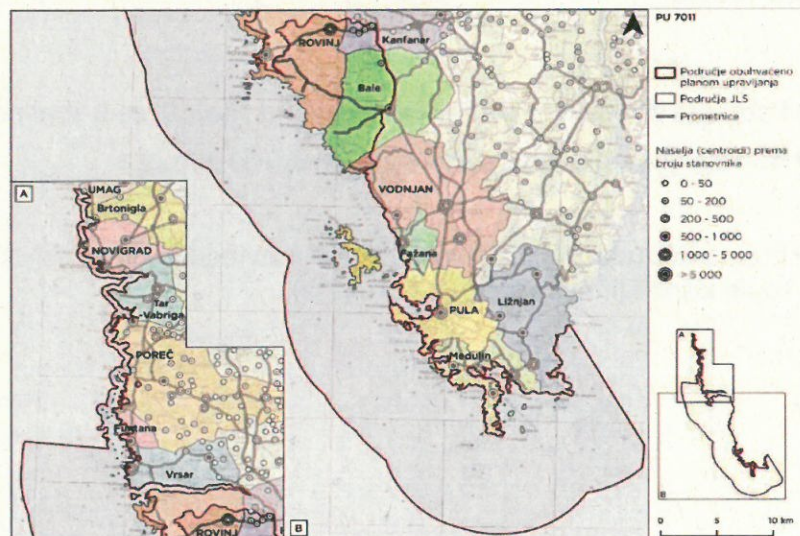 PU 7011
Područje obuhvaćeno
planom upravljanja
Područja JLS
Prometnice
Naselja (centroidi) prema
broju stanovnika
0 - 50
50 - 200
200 - 500
500 - 1 000
1 000 - 5 000
> 5 000
ROVINJ
Kanfanar
Bale
VODNJAN
Fažana
PULA
Ližnjan
Medulin
A
UMAG
Brtonigla
NOVIGRAD
Tar
-Vabriga
POREČ
Funtana
Vrsar
ROVINJ
B
A
B
0 5 10 km